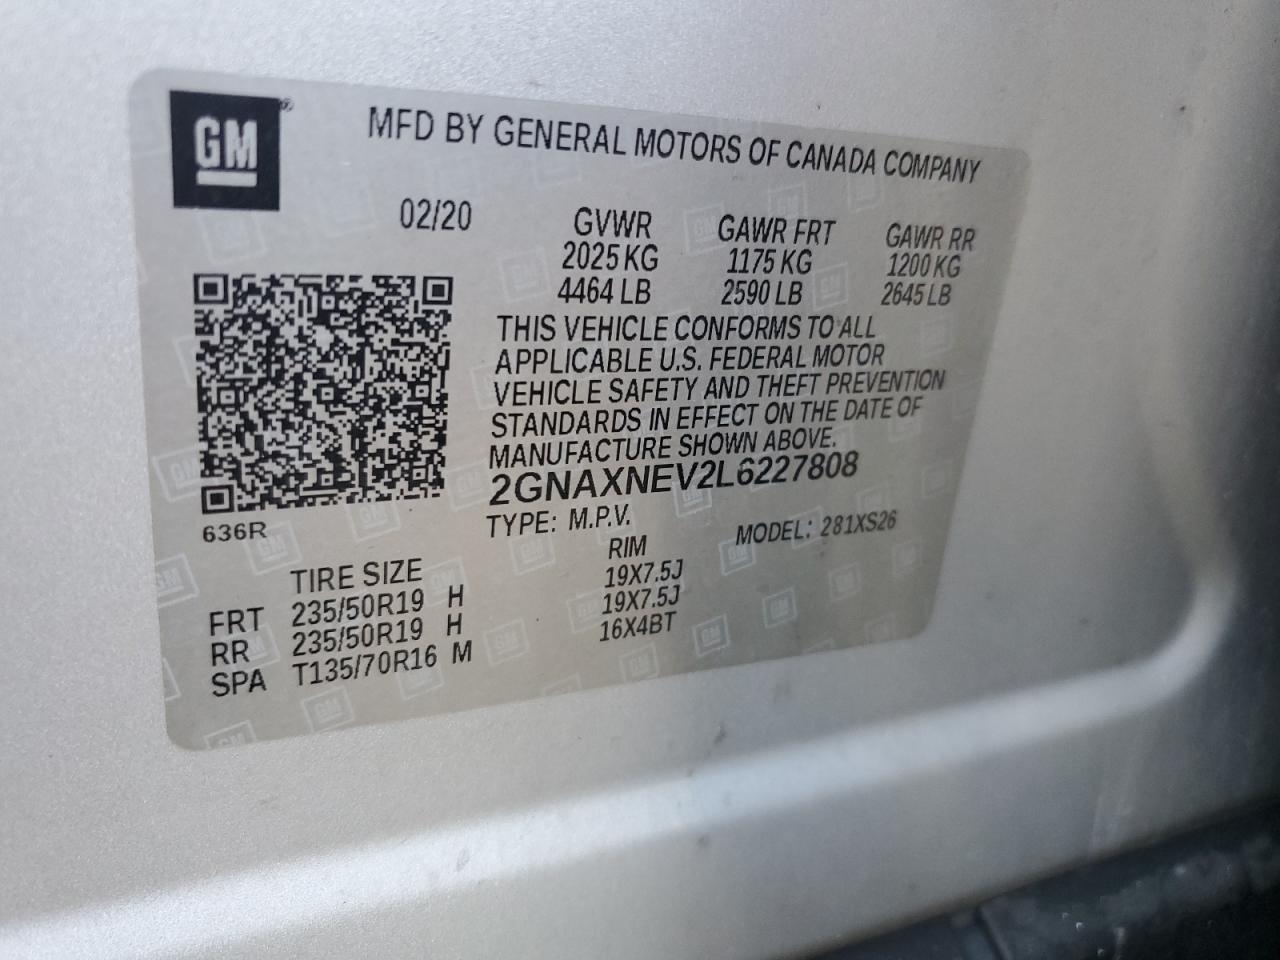 GM®
MFD BY GENERAL MOTORS OF CANADA COMPANY
02/20
GVWR GAWR FRT GAWR RR
2025 KG 1175 KG 1200 KG
4464 LB 2590 LB 2645 LB
THIS VEHICLE CONFORMS TO ALL
APPLICABLE U.S. FEDERAL MOTOR
VEHICLE SAFETY AND THEFT PREVENTION
STANDARDS IN EFFECT ON THE DATE OF
MANUFACTURE SHOWN ABOVE.
2GNAXNEV2L6227808
636R
TYPE: M.P.V. MODEL: 281XS26
TIRE SIZE RIM
FRT 235/50R19 H 19X7.5J
RR 235/50R19 H 19X7.5J
SPA T135/70R16 M 16X4BT